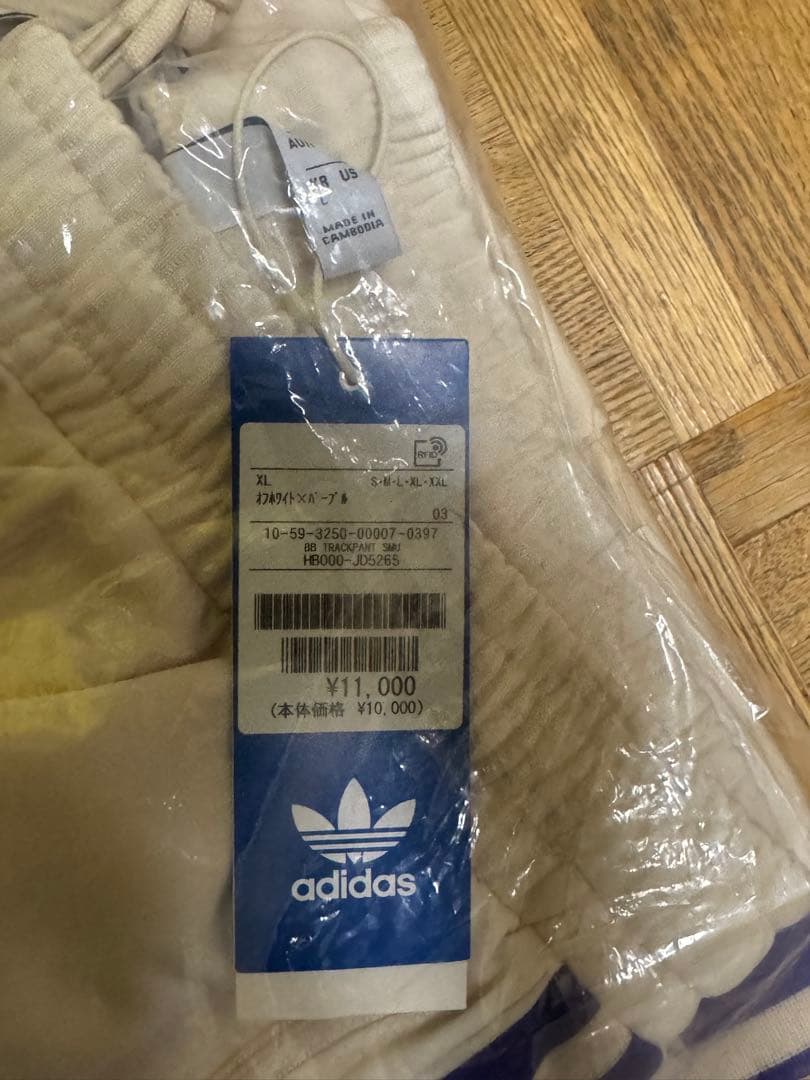 KR US
L
MADE IN
CAMBODIA
RFID
XL S・M・L・XL・XXL
オフホワイト×パープル
03
10-59-3250-00007-0397
BB TRACKPANT SMU
HB000-JD5265
¥11,000
(本体価格 ¥10,000)
adidas